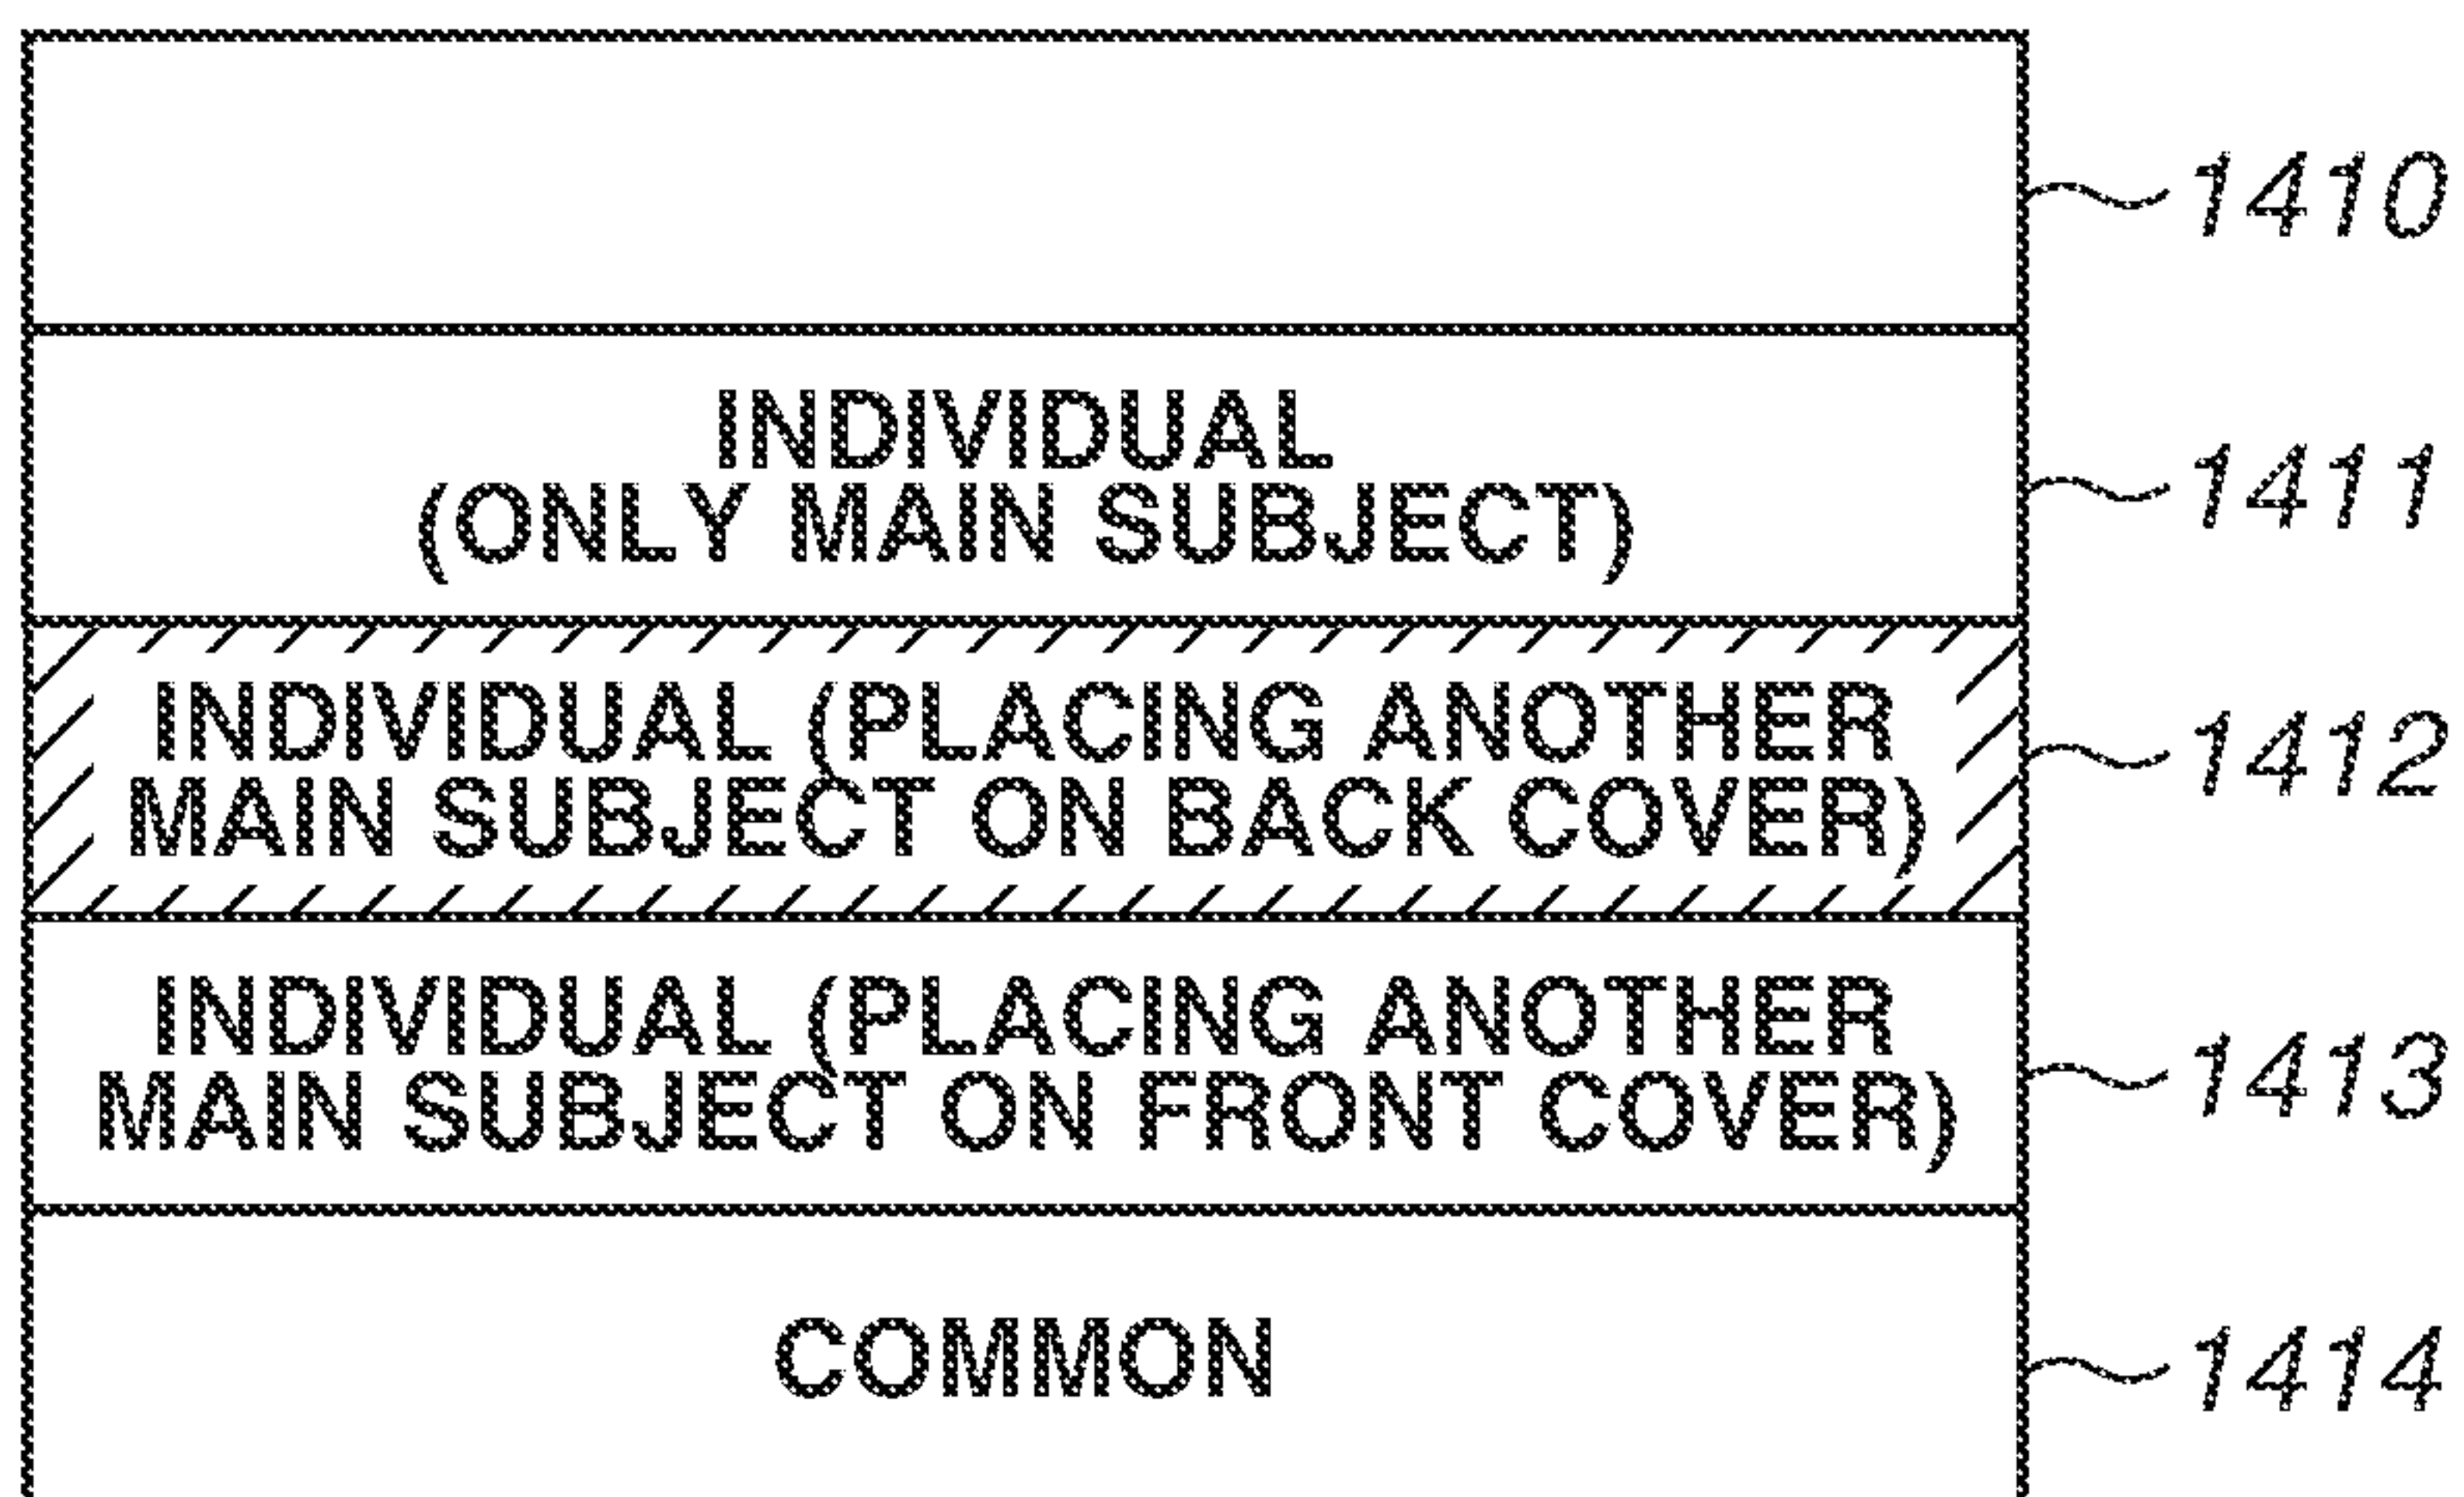 1410
INDIVIDUAL
(ONLY MAIN SUBJECT)
1411
INDIVIDUAL (PLACING ANOTHER
MAIN SUBJECT ON BACK COVER)
1412
INDIVIDUAL (PLACING ANOTHER
MAIN SUBJECT ON FRONT COVER)
1413
COMMON
1414